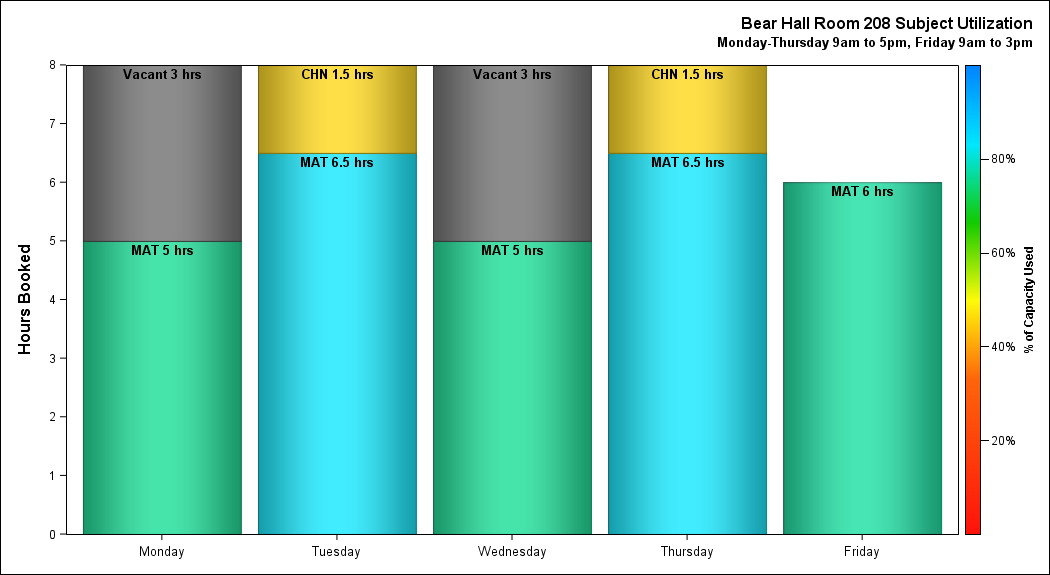 Bear Hall Room 208 Subject Utilization
Monday-Thursday 9am to 5pm, Friday 9am to 3pm
Hours Booked
8
7
6
5
4
3
2
1
0
Vacant 3 hrs
MAT 5 hrs
CHN 1.5 hrs
MAT 6.5 hrs
Vacant 3 hrs
MAT 5 hrs
CHN 1.5 hrs
MAT 6.5 hrs
MAT 6 hrs
Monday
Tuesday
Wednesday
Thursday
Friday
80%
60%
40%
20%
% of Capacity Used